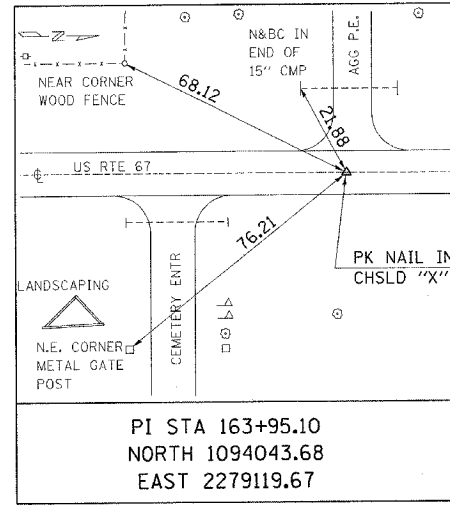 N
N&BC IN
END OF
15" CMP
AGG P.E.
NEAR CORNER
WOOD FENCE
68.12
21.88
US RTE 67
76.21
PK NAIL IN
CHSLD "X"
LANDSCAPING
CEMETERY ENTR
N.E. CORNER
METAL GATE
POST
PI STA 163+95.10
NORTH 1094043.68
EAST 2279119.67